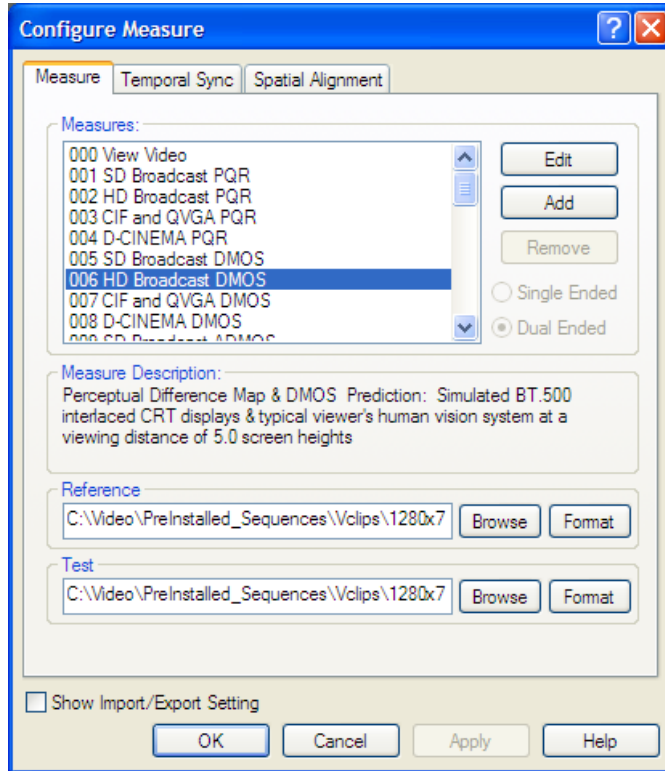 Configure Measure
Measure
Temporal Sync
Spatial Alignment
Measures:
000 View Video
001 SD Broadcast PQR
002 HD Broadcast PQR
003 CIF and QVGA PQR
004 D-CINEMA PQR
005 SD Broadcast DMOS
006 HD Broadcast DMOS
007 CIF and QVGA DMOS
008 D-CINEMA DMOS
009 SD Broadcast ADMOS
Edit
Add
Remove
Single Ended
Dual Ended
Measure Description:
Perceptual Difference Map & DMOS Prediction: Simulated BT.500
interlaced CRT displays & typical viewer's human vision system at a
viewing distance of 5.0 screen heights
Reference
C:\Video\PreInstalled_Sequences\Vclips\1280x7
Browse
Format
Test
C:\Video\PreInstalled_Sequences\Vclips\1280x7
Browse
Format
Show Import/Export Setting
OK
Cancel
Apply
Help